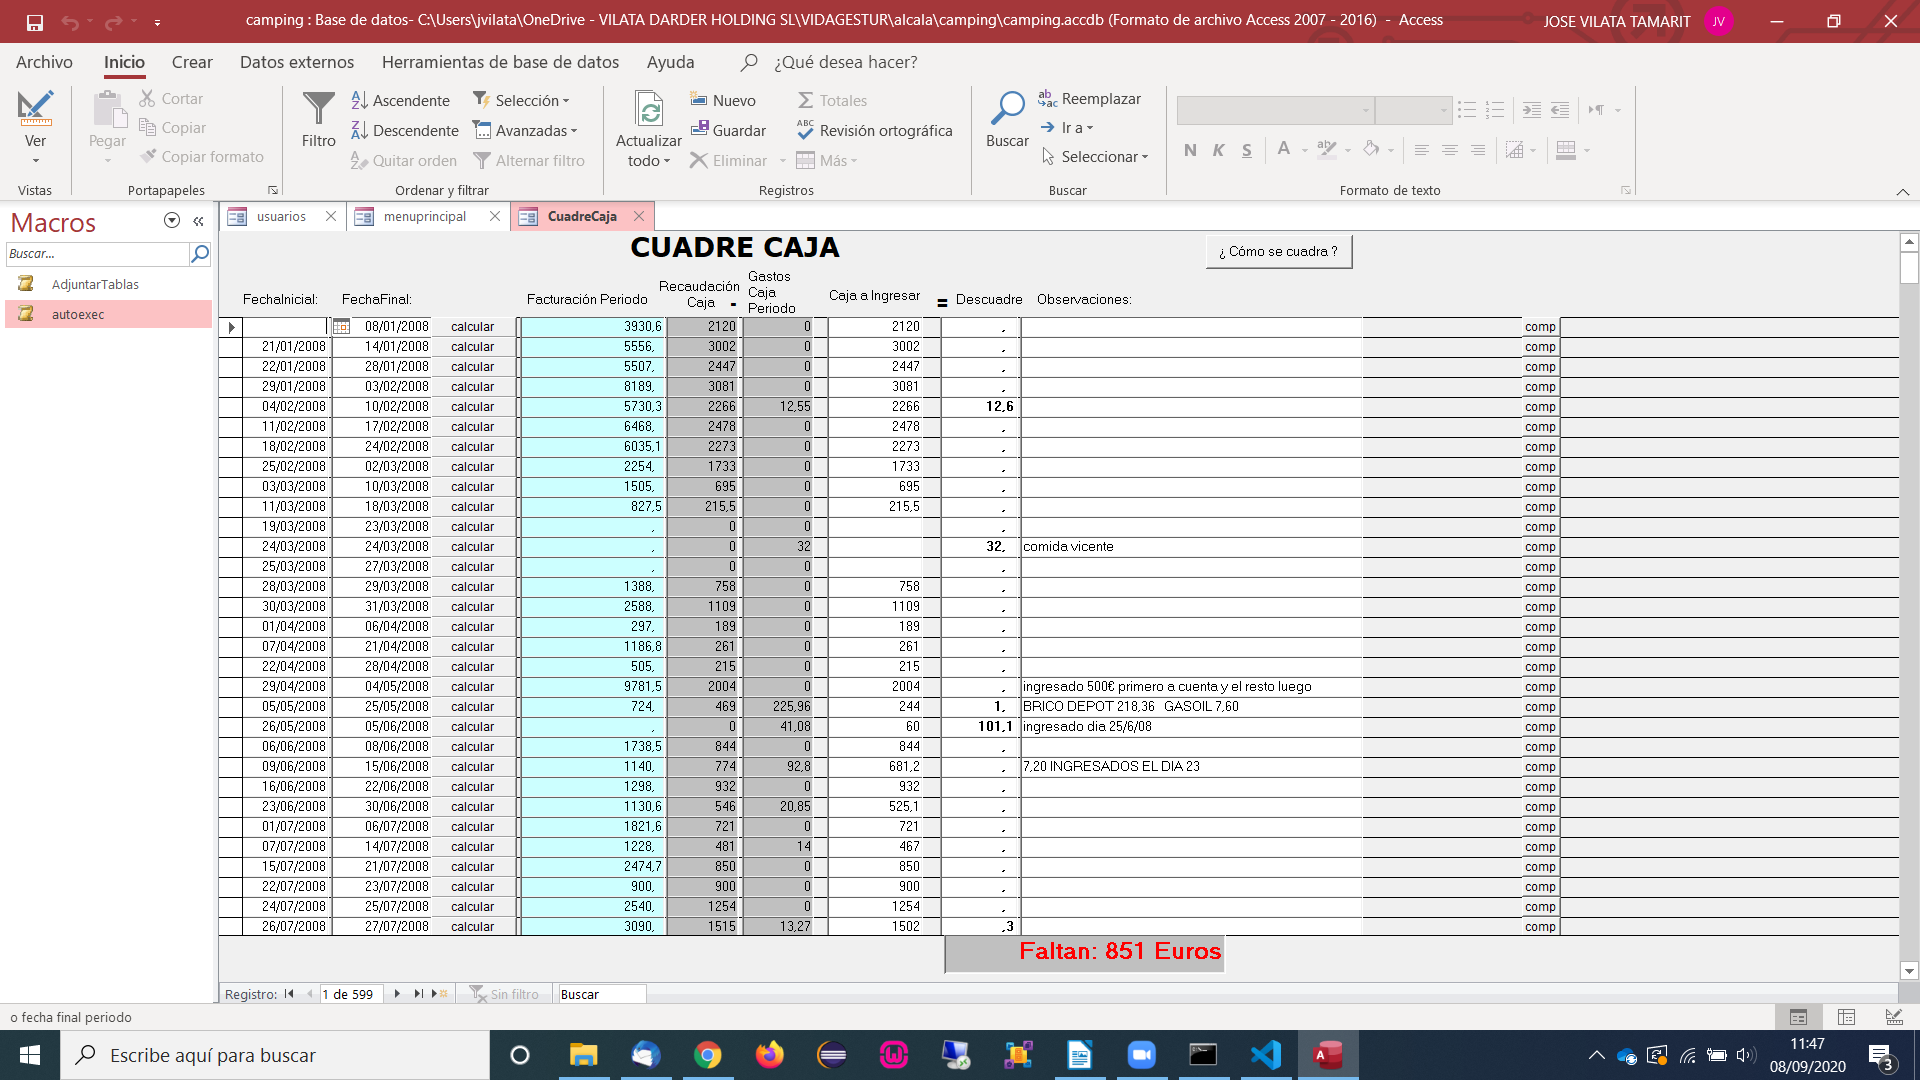 camping : Base de datos- C:\Users\jvilata\OneDrive - VILATA DARDER HOLDING SL\VIDAGESTUR\alcala\camping\camping.accdb (Formato de archivo Access 2007 - 2016)  -  Access
JOSE VILATA TAMARIT JV
Archivo Inicio Crear Datos externos Herramientas de base de datos Ayuda ¿Qué desea hacer?
Ver
Vistas
Pegar
Cortar
Copiar
Copiar formato
Portapapeles
Filtro
Ascendente
Descendente
Quitar orden
Selección
Avanzadas
Alternar filtro
Ordenar y filtrar
Actualizar
todo
Nuevo
Guardar
Eliminar
Totales
Revisión ortográfica
Más
Registros
Buscar
Reemplazar
Ir a
Seleccionar
Buscar
N K S
Formato de texto
Macros
Buscar...
AdjuntarTablas
autoexec
usuarios menuprincipal CuadreCaja
CUADRE CAJA
¿ Cómo se cuadra ?
FechaInicial: FechaFinal: Facturación Periodo Recaudación Caja - Gastos Caja Periodo Caja a Ingresar = Descuadre Observaciones:
08/01/2008 calcular 3930,6 2120 0 2120 , comp
21/01/2008 14/01/2008 calcular 5556, 3002 0 3002 , comp
22/01/2008 28/01/2008 calcular 5507, 2447 0 2447 , comp
29/01/2008 03/02/2008 calcular 8189, 3081 0 3081 , comp
04/02/2008 10/02/2008 calcular 5730,3 2266 12,55 2266 12,6 comp
11/02/2008 17/02/2008 calcular 6468, 2478 0 2478 , comp
18/02/2008 24/02/2008 calcular 6035,1 2273 0 2273 , comp
25/02/2008 02/03/2008 calcular 2254, 1733 0 1733 , comp
03/03/2008 10/03/2008 calcular 1505, 695 0 695 , comp
11/03/2008 18/03/2008 calcular 827,5 215,5 0 215,5 , comp
19/03/2008 23/03/2008 calcular , 0 0 , comp
24/03/2008 24/03/2008 calcular , 0 32 32, comida vicente comp
25/03/2008 27/03/2008 calcular , 0 0 , comp
28/03/2008 29/03/2008 calcular 1388, 758 0 758 , comp
30/03/2008 31/03/2008 calcular 2588, 1109 0 1109 , comp
01/04/2008 06/04/2008 calcular 297, 189 0 189 , comp
07/04/2008 21/04/2008 calcular 1186,8 261 0 261 , comp
22/04/2008 28/04/2008 calcular 505, 215 0 215 , comp
29/04/2008 04/05/2008 calcular 9781,5 2004 0 2004 , ingresado 500€ primero a cuenta y el resto luego comp
05/05/2008 25/05/2008 calcular 724, 469 225,96 244 1, BRICO DEPOT 218,36 GASOIL 7,60 comp
26/05/2008 05/06/2008 calcular , 0 41,08 60 101,1 ingresado dia 25/6/08 comp
06/06/2008 08/06/2008 calcular 1738,5 844 0 844 , comp
09/06/2008 15/06/2008 calcular 1140, 774 92,8 681,2 , 7,20 INGRESADOS EL DIA 23 comp
16/06/2008 22/06/2008 calcular 1298, 932 0 932 , comp
23/06/2008 30/06/2008 calcular 1130,6 546 20,85 525,1 , comp
01/07/2008 06/07/2008 calcular 1821,6 721 0 721 , comp
07/07/2008 14/07/2008 calcular 1228, 481 14 467 , comp
15/07/2008 21/07/2008 calcular 2474,7 850 0 850 , comp
22/07/2008 23/07/2008 calcular 900, 900 0 900 , comp
24/07/2008 25/07/2008 calcular 2540, 1254 0 1254 , comp
26/07/2008 27/07/2008 calcular 3090, 1515 13,27 1502 ,3 comp
Faltan: 851 Euros
Registro: 1 de 599 Sin filtro Buscar
o fecha final periodo
Escribe aquí para buscar
11:47
08/09/2020
3